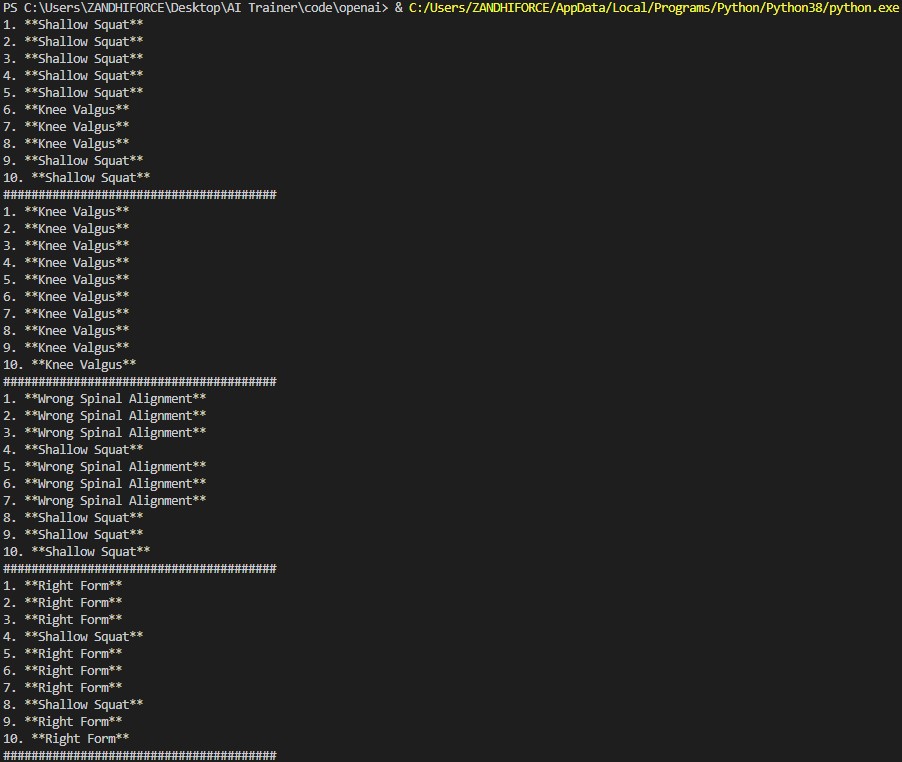 PS C:\Users\ZANDHIFORCE\Desktop\AI Trainer\code\openai> & C:/Users/ZANDHIFORCE/AppData/Local/Programs/Python/Python38/python.exe
1. **Shallow Squat**
2. **Shallow Squat**
3. **Shallow Squat**
4. **Shallow Squat**
5. **Shallow Squat**
6. **Knee Valgus**
7. **Knee Valgus**
8. **Knee Valgus**
9. **Shallow Squat**
10. **Shallow Squat**
#######################################
1. **Knee Valgus**
2. **Knee Valgus**
3. **Knee Valgus**
4. **Knee Valgus**
5. **Knee Valgus**
6. **Knee Valgus**
7. **Knee Valgus**
8. **Knee Valgus**
9. **Knee Valgus**
10. **Knee Valgus**
#######################################
1. **Wrong Spinal Alignment**
2. **Wrong Spinal Alignment**
3. **Wrong Spinal Alignment**
4. **Shallow Squat**
5. **Wrong Spinal Alignment**
6. **Wrong Spinal Alignment**
7. **Wrong Spinal Alignment**
8. **Shallow Squat**
9. **Shallow Squat**
10. **Shallow Squat**
#######################################
1. **Right Form**
2. **Right Form**
3. **Right Form**
4. **Shallow Squat**
5. **Right Form**
6. **Right Form**
7. **Right Form**
8. **Shallow Squat**
9. **Right Form**
10. **Right Form**
#######################################